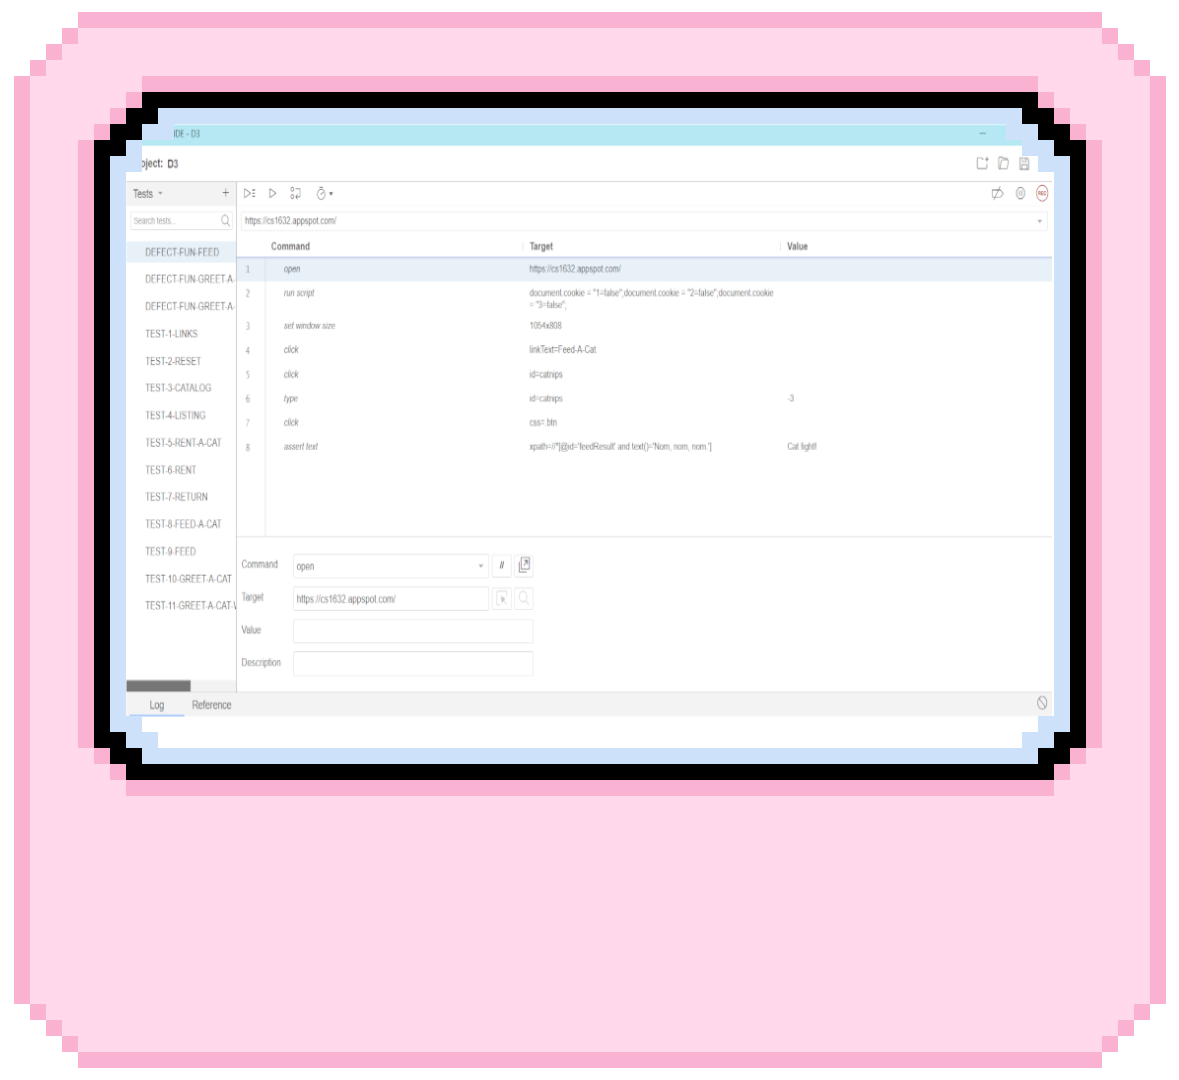 IDE - D3
oject: D3
Tests
Search tests...
https://cs1632.appspot.com/
REC
DEFECT-FUN-FEED
DEFECT-FUN-GREET-A-
DEFECT-FUN-GREET-A-
TEST-1-LINKS
TEST-2-RESET
TEST-3-CATALOG
TEST-4-LISTING
TEST-5-RENT-A-CAT
TEST-6-RENT
TEST-7-RETURN
TEST-8-FEED-A-CAT
TEST-9-FEED
TEST-10-GREET-A-CAT
TEST-11-GREET-A-CAT-W
Command Target Value
1 open https://cs1632.appspot.com/
2 run script document.cookie = "1=false";document.cookie = "2=false";document.cookie
= "3=false";
3 set window size 1054x808
4 click linkText=Feed-A-Cat
5 click id=catnips
6 type id=catnips -3
7 click css=.btn
8 assert text xpath=//*[@id='feedResult' and text()='Nom, nom, nom.'] Cat fight!
Command open //
Target https://cs1632.appspot.com/
Value
Description
Log Reference